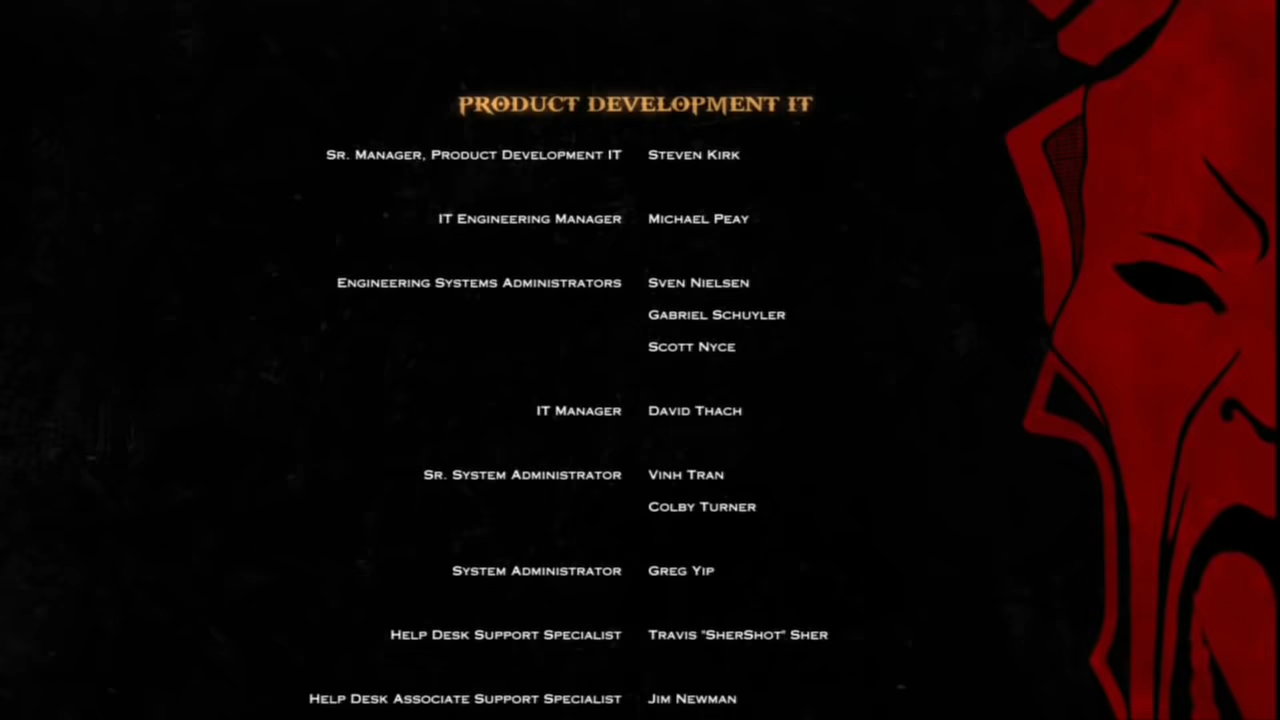 PRODUCT DEVELOPMENT IT
SR. MANAGER, PRODUCT DEVELOPMENT IT STEVEN KIRK
IT ENGINEERING MANAGER MICHAEL PEAY
ENGINEERING SYSTEMS ADMINISTRATORS SVEN NIELSEN
GABRIEL SCHUYLER
SCOTT NYCE
IT MANAGER DAVID THACH
SR. SYSTEM ADMINISTRATOR VINH TRAN
COLBY TURNER
SYSTEM ADMINISTRATOR GREG YIP
HELP DESK SUPPORT SPECIALIST TRAVIS "SHERSHOT" SHER
HELP DESK ASSOCIATE SUPPORT SPECIALIST JIM NEWMAN